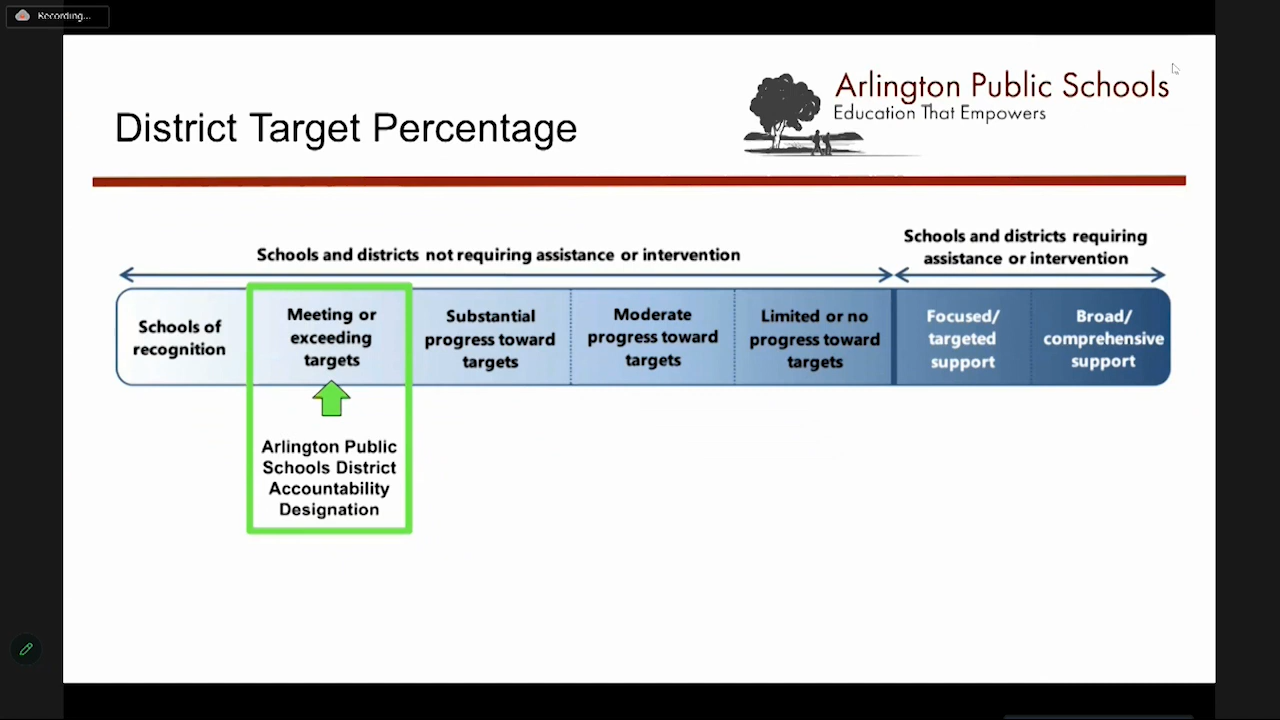 Recording...
Arlington Public Schools
Education That Empowers
District Target Percentage
Schools and districts not requiring assistance or intervention
Schools and districts requiring
assistance or intervention
Schools of
recognition
Meeting or
exceeding
targets
Substantial
progress toward
targets
Moderate
progress toward
targets
Limited or no
progress toward
targets
Focused/
targeted
support
Broad/
comprehensive
support
Arlington Public
Schools District
Accountability
Designation